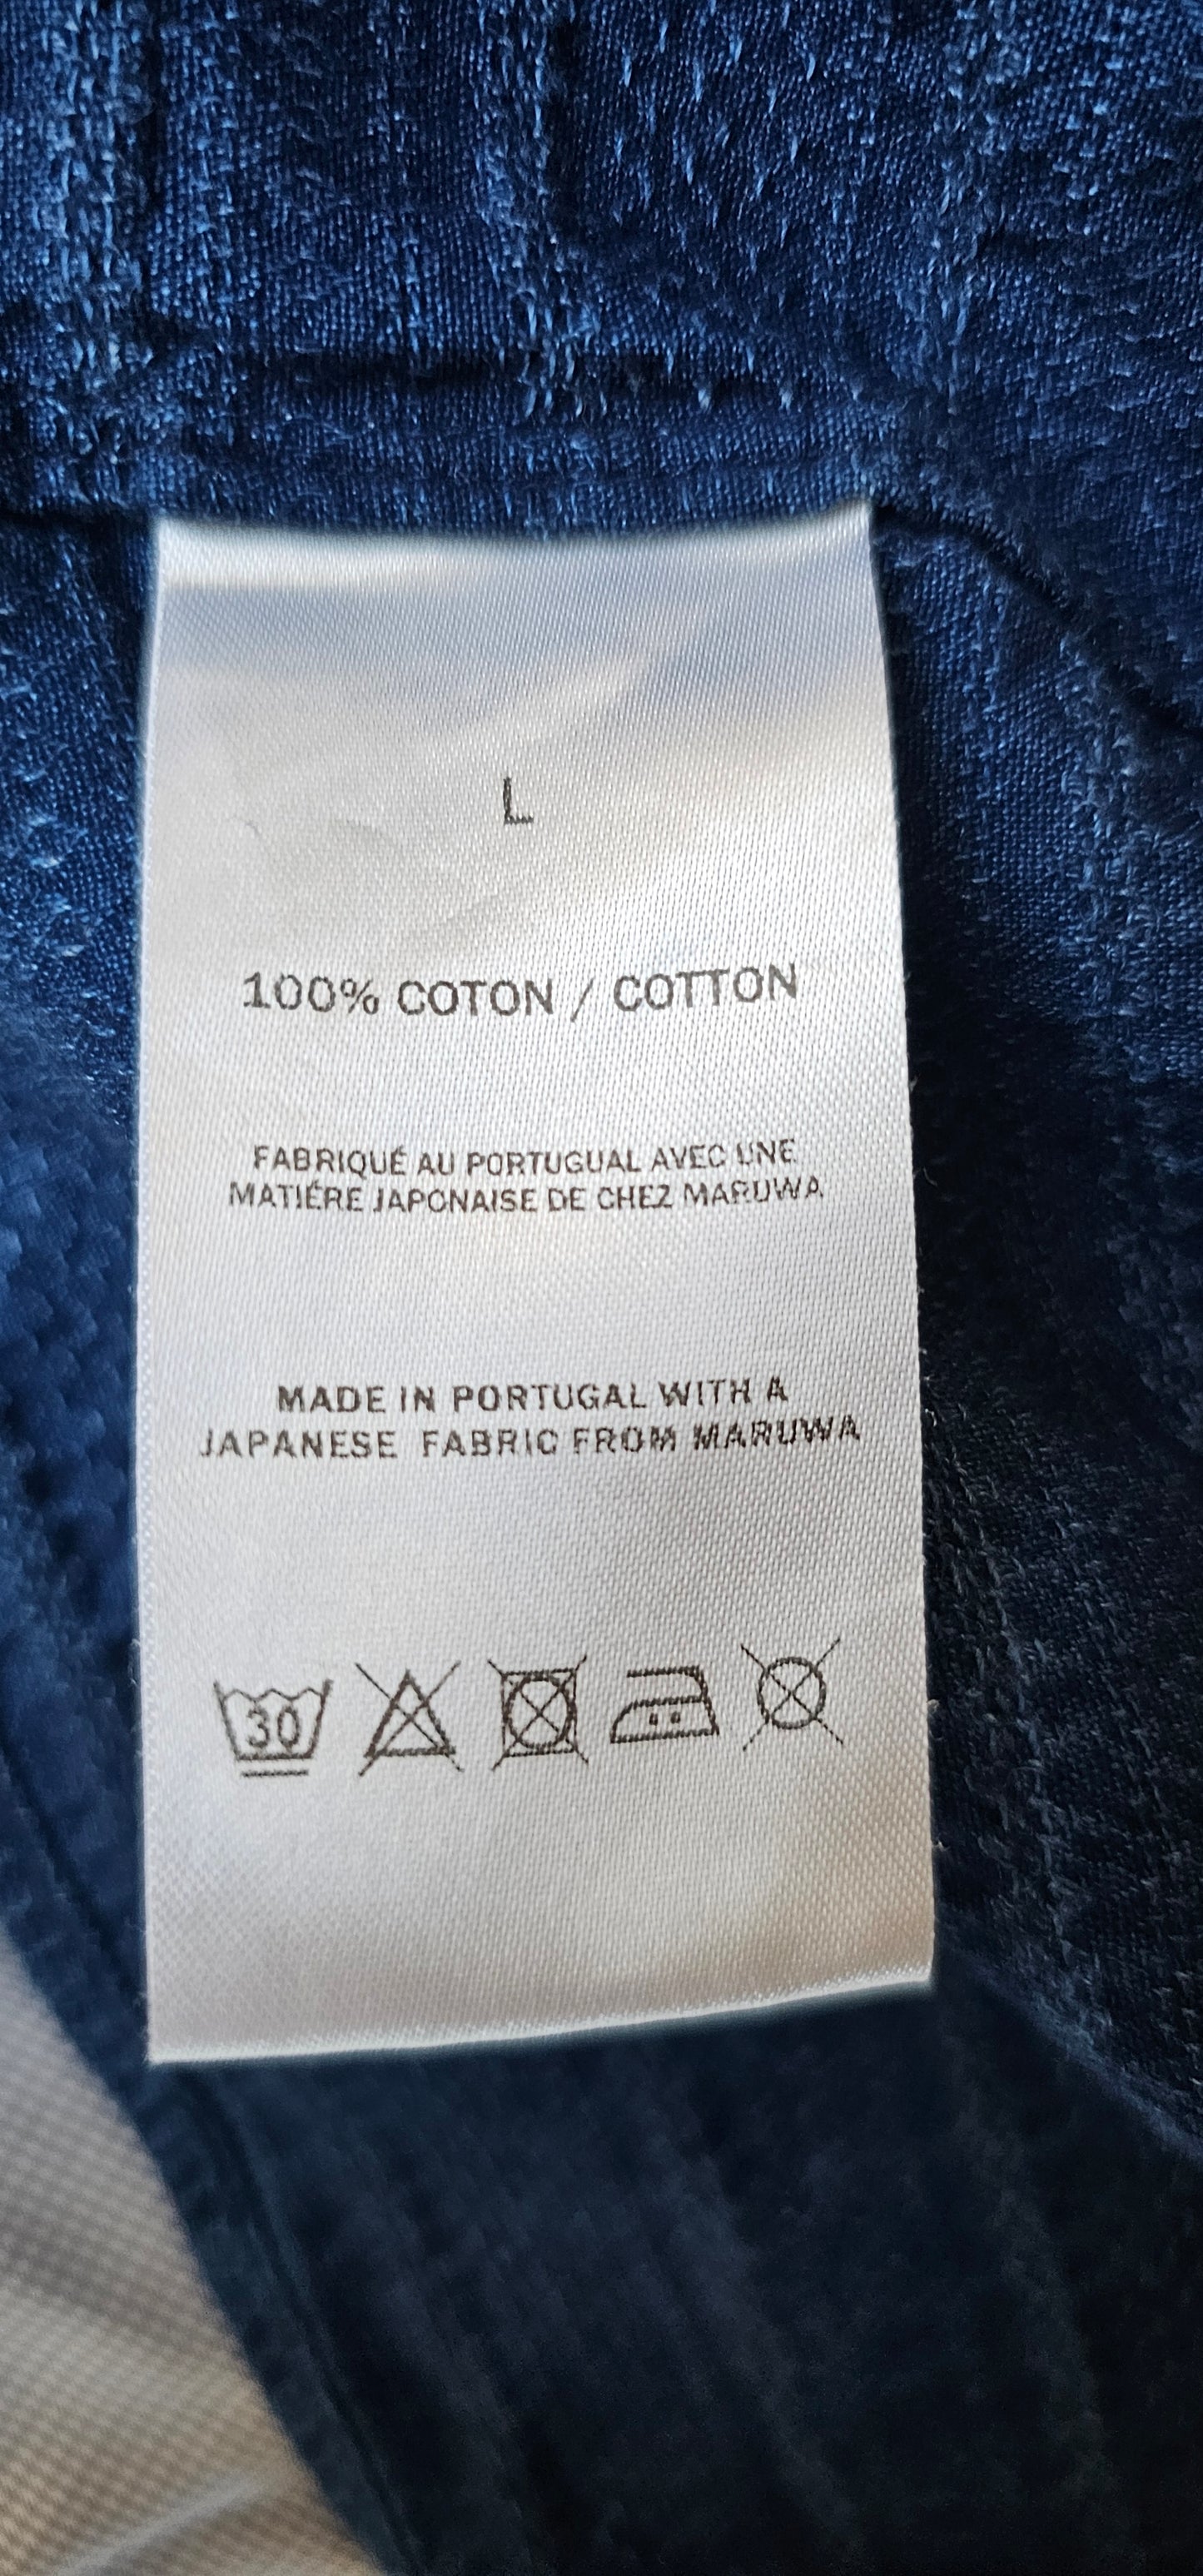 L
100% COTON / COTTON
FABRIQUÉ AU PORTUGUAL AVEC UNE
MATIÉRE JAPONAISE DE CHEZ MARUWA
MADE IN PORTUGAL WITH A
JAPANESE FABRIC FROM MARUWA
30